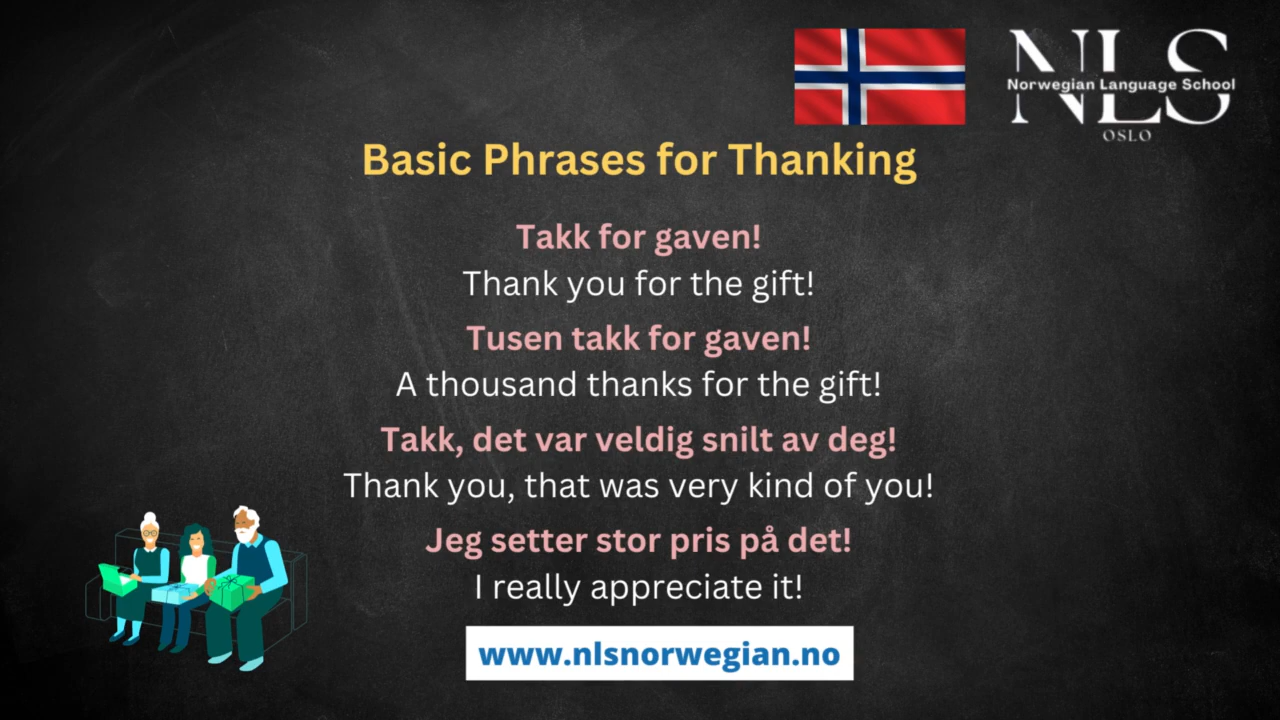 NLS
Norwegian Language School
OSLO
Basic Phrases for Thanking
Takk for gaven!
Thank you for the gift!
Tusen takk for gaven!
A thousand thanks for the gift!
Takk, det var veldig snilt av deg!
Thank you, that was very kind of you!
Jeg setter stor pris på det!
I really appreciate it!
www.nlsnorwegian.no